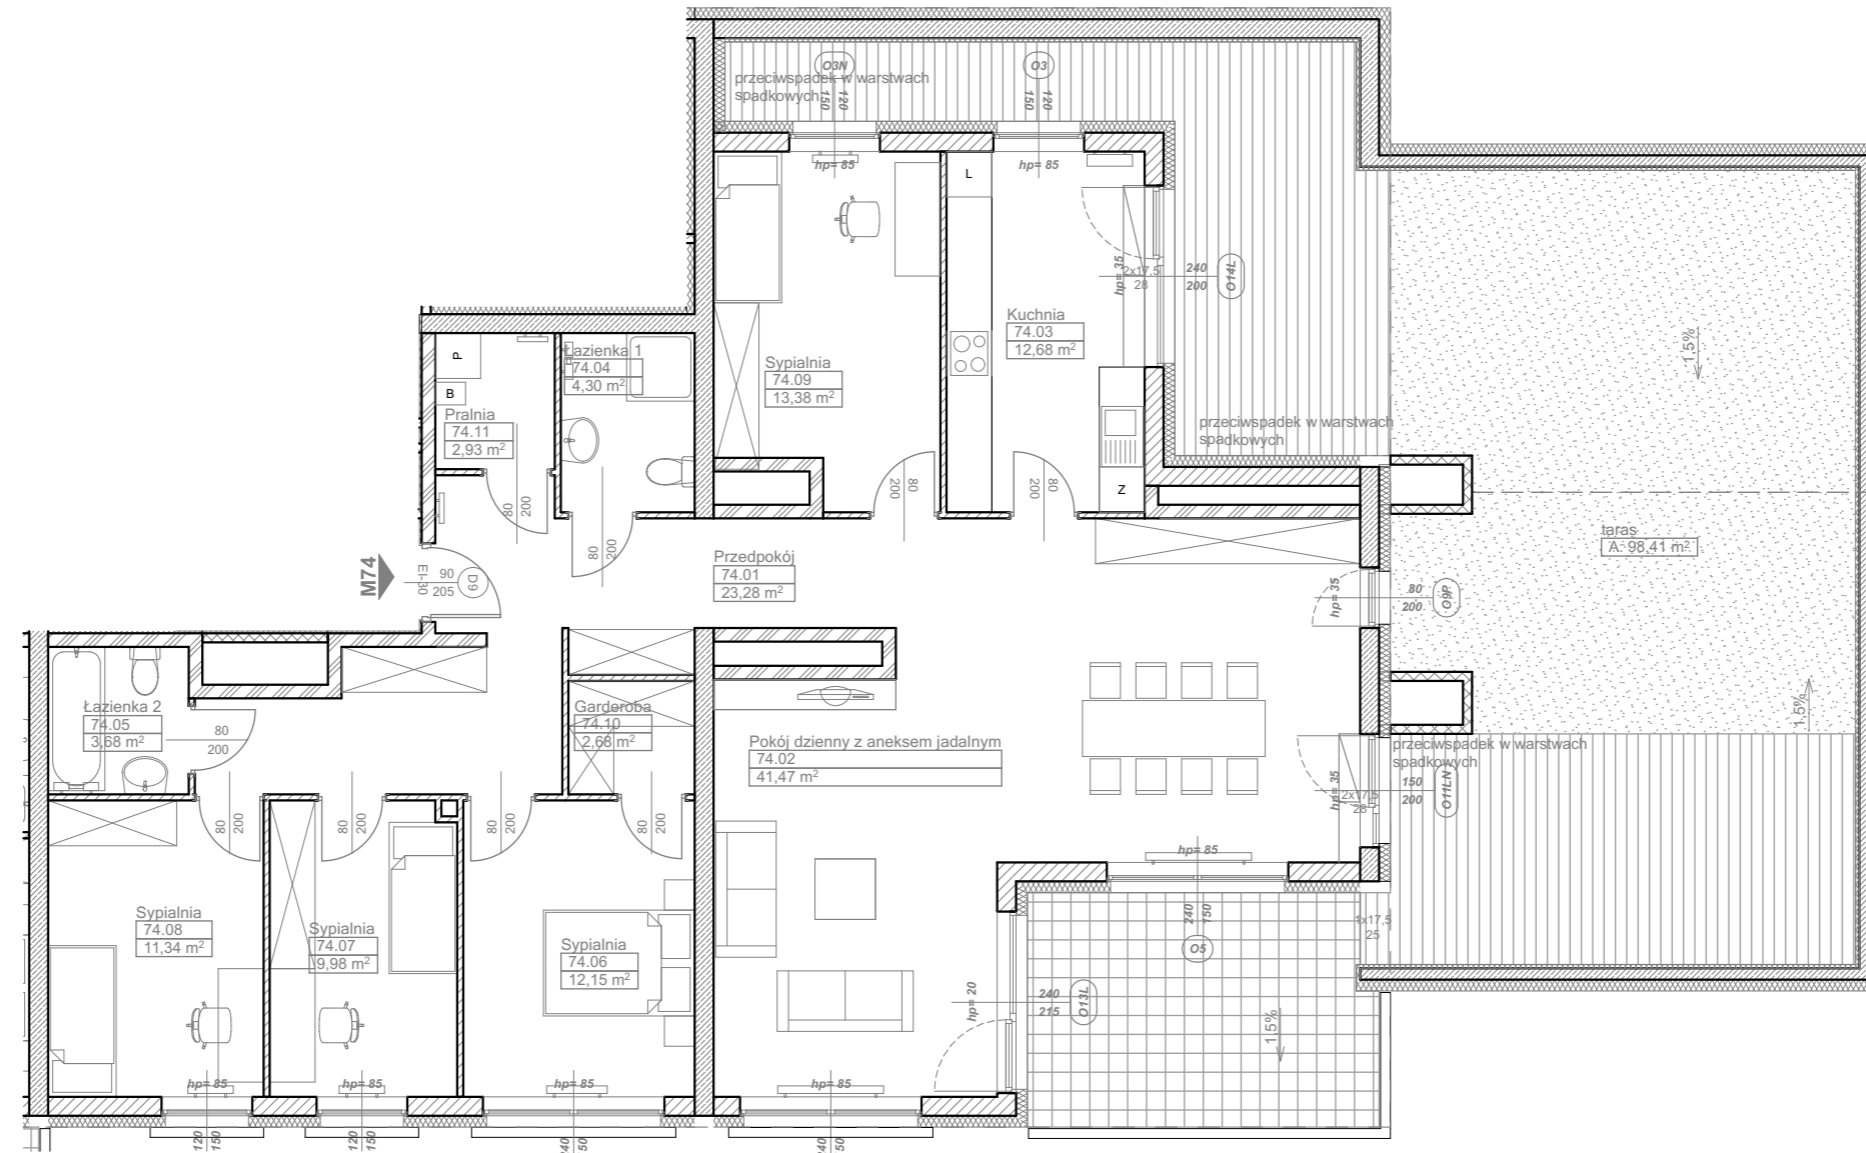 O3N
150
120
O3
150
120
przeciwspadek w warstwach
spadkowych
hp= 85
hp= 85
L
hp= 35
2x17,5
28
240
200
O14L
Kuchnia
74.03
12,68 m²
1,5%
P
B
Łazienka 1
74.04
4,30 m²
Sypialnia
74.09
13,38 m²
Pralnia
74.11
2,93 m²
przeciwspadek w warstwach
spadkowych
80
200
80
200
80
200
80
200
Z
taras
A: 98,41 m²
M74
EI-30
90
205
D9
Przedpokój
74.01
23,28 m²
hp= 35
80
200
O9P
Łazienka 2
74.05
3,68 m²
80
200
Garderoba
74.10
2,68 m²
Pokój dzienny z aneksem jadalnym
74.02
41,47 m²
1,5%
przeciwspadek w warstwach
spadkowych
hp= 35
2x17,5
28
150
200
O11LN
80
200
80
200
80
200
80
200
hp= 85
240
150
O5
1x17,5
25
Sypialnia
74.08
11,34 m²
Sypialnia
74.07
9,98 m²
Sypialnia
74.06
12,15 m²
hp= 20
240
215
O13L
1,5%
hp= 85
hp= 85
hp= 85
hp= 85
120
150
120
150